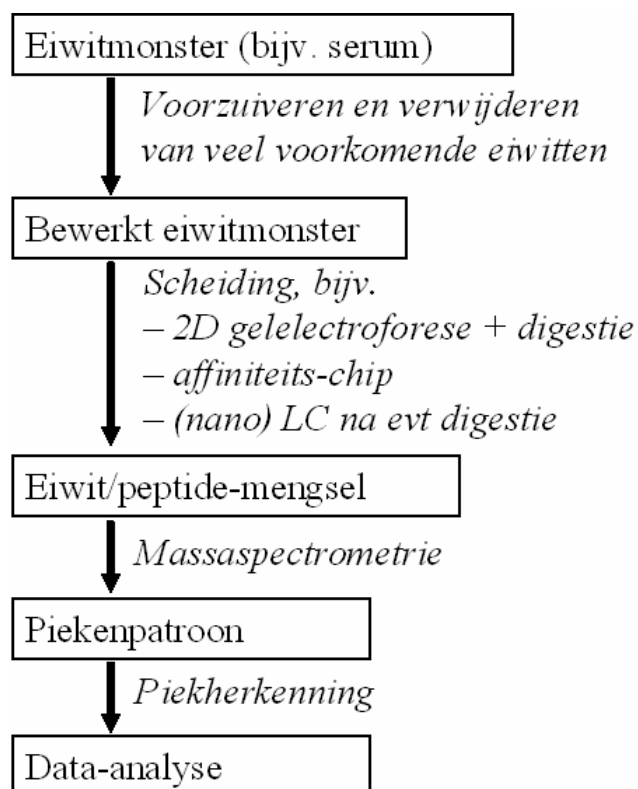 Eiwitmonster (bijv. serum)
Voorzuiveren en verwijderen
van veel voorkomende eiwitten
Bewerkt eiwitmonster
Scheiding, bijv.
– 2D gelelectroforese + digestie
– affiniteits-chip
– (nano) LC na evt digestie
Eiwit/peptide-mengsel
Massaspectrometrie
Piekenpatroon
Piekherkenning
Data-analyse